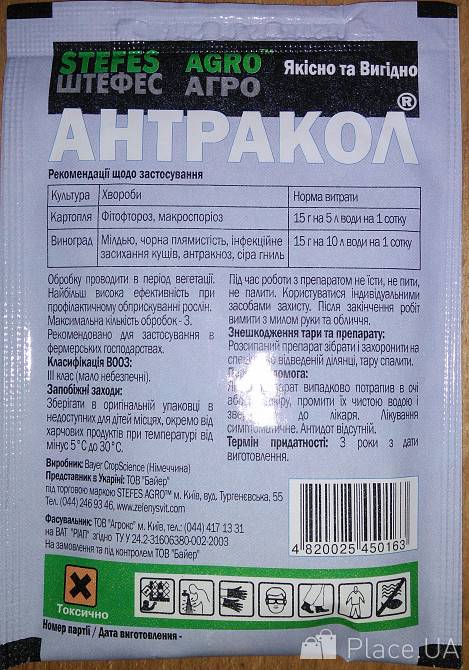 STEFES AGRO™
ШТЕФЕС АГРО
Якісно та Вигідно
АНТРАКОЛ®
Рекомендації щодо застосування
Культура Хвороби Норма витрати
Картопля Фітофтороз, макроспоріоз 15 г на 5 л води на 1 сотку
Виноград Мілдью, чорна плямистість, інфекційне засихання кущів, антракноз, сіра гниль 15 г на 10 л води на 1 сотку
Обробку проводити в період вегетації.
Найбільш висока ефективність при
профілактичному обприскуванні рослин.
Максимальна кількість обробок - 3.
Рекомендовано для застосування в
фермерських господарствах.
Класифікація ВООЗ:
III клас (мало небезпечні).
Запобіжні заходи:
Зберігати в оригінальній упаковці в
недоступних для дітей місцях, окремо від
харчових продуктів при температурі від
мінус 5°С до 30°С.
Під час роботи з препаратом не їсти, не пити,
не палити. Користуватися індивідуальними
засобами захисту. Після закінчення робіт
вимити з милом руки та обличчя.
Знешкодження тари та препарату:
Розсипаний препарат зібрати і захоронити на
відведеній ділянці, тару спалити.
допомога:
препарат випадково потрапив в очі
шкіру, промити їх чистою водою і
до лікаря. Лікування
симптоматичне. Антидот відсутній.
Термін придатності: 3 роки з дати
виготовлення.
Виробник: Bayer CropScience (Німеччина)
Представник в Україні: ТОВ "Байер"
під торговою маркою STEFES AGRO™ м. Київ, вул. Тургенєвська, 55
Тел. (044) 246 93 46, www.zelenysvit.com
Фасувальник: ТОВ "Агрокс" м. Київ, тел.: (044) 417 13 31
на ВАТ "РІАП" згідно ТУ У 24.2-31606380-002-2003
На замовлення та під контролем ТОВ "Байер"
4 820025 450163
Токсично
Номер партії / Дата виготовлення -
Place.UA